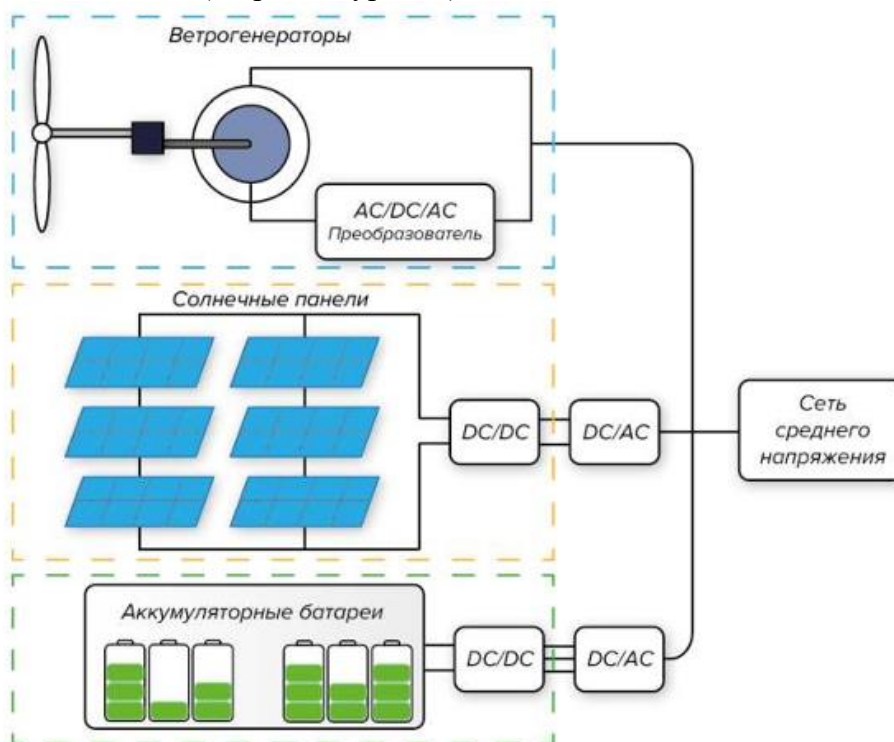 Ветрогенераторы
AC/DC/AC
Преобразователь
Солнечные панели
DC/DC
DC/AC
Сеть
среднего
напряжения
Аккумуляторные батареи
DC/DC
DC/AC